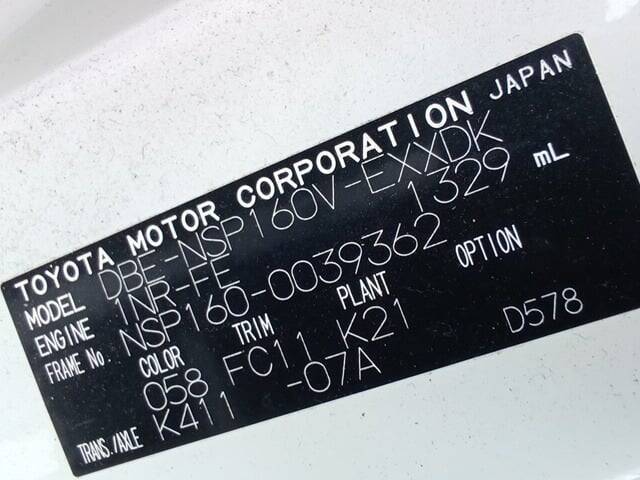 TOYOTA MOTOR CORPORATION JAPAN
MODEL DBE-NSP160V-EXXDK
ENGINE 1NR-FE 1329 mL
FRAME No. NSP160-0039362
COLOR TRIM PLANT OPTION
058 FC11 K21
TRANS./AXLE K411 -07A D578